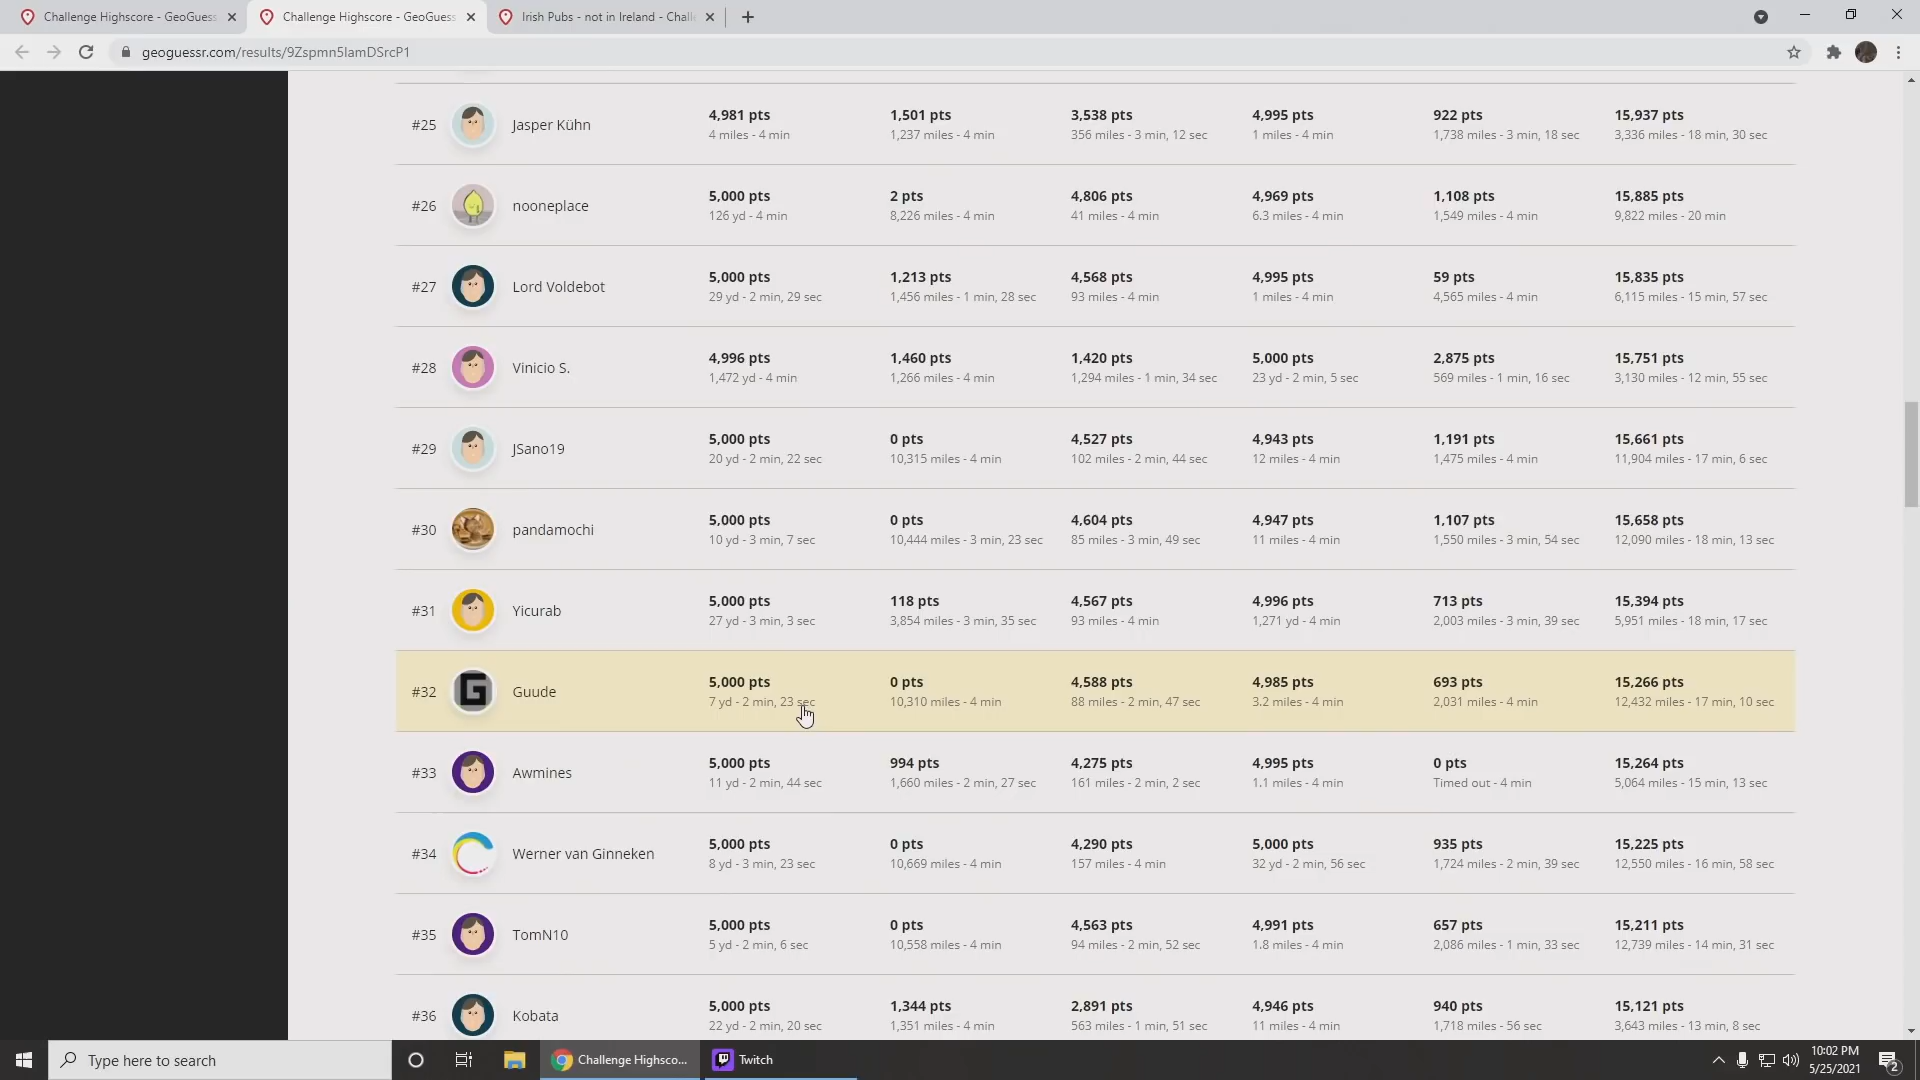 Challenge Highscore - GeoGuess
Challenge Highscore - GeoGuess
Irish Pubs - not in Ireland - Chall
geoguessr.com/results/9Zspmn5lamDSrcP1
#25 Jasper Kühn 4,981 pts 1,501 pts 3,538 pts 4,995 pts 922 pts 15,937 pts
4 miles - 4 min 1,237 miles - 4 min 356 miles - 3 min, 12 sec 1 miles - 4 min 1,738 miles - 3 min, 18 sec 3,336 miles - 18 min, 30 sec
#26 nooneplace 5,000 pts 2 pts 4,806 pts 4,969 pts 1,108 pts 15,885 pts
126 yd - 4 min 8,226 miles - 4 min 41 miles - 4 min 6.3 miles - 4 min 1,549 miles - 4 min 9,822 miles - 20 min
#27 Lord Voldebot 5,000 pts 1,213 pts 4,568 pts 4,995 pts 59 pts 15,835 pts
29 yd - 2 min, 29 sec 1,456 miles - 1 min, 28 sec 93 miles - 4 min 1 miles - 4 min 4,565 miles - 4 min 6,115 miles - 15 min, 57 sec
#28 Vinicio S. 4,996 pts 1,460 pts 1,420 pts 5,000 pts 2,875 pts 15,751 pts
1,472 yd - 4 min 1,266 miles - 4 min 1,294 miles - 1 min, 34 sec 23 yd - 2 min, 5 sec 569 miles - 1 min, 16 sec 3,130 miles - 12 min, 55 sec
#29 JSano19 5,000 pts 0 pts 4,527 pts 4,943 pts 1,191 pts 15,661 pts
20 yd - 2 min, 22 sec 10,315 miles - 4 min 102 miles - 2 min, 44 sec 12 miles - 4 min 1,475 miles - 4 min 11,904 miles - 17 min, 6 sec
#30 pandamochi 5,000 pts 0 pts 4,604 pts 4,947 pts 1,107 pts 15,658 pts
10 yd - 3 min, 7 sec 10,444 miles - 3 min, 23 sec 85 miles - 3 min, 49 sec 11 miles - 4 min 1,550 miles - 3 min, 54 sec 12,090 miles - 18 min, 13 sec
#31 Yicurab 5,000 pts 118 pts 4,567 pts 4,996 pts 713 pts 15,394 pts
27 yd - 3 min, 3 sec 3,854 miles - 3 min, 35 sec 93 miles - 4 min 1,271 yd - 4 min 2,003 miles - 3 min, 39 sec 5,951 miles - 18 min, 17 sec
#32 G Guude 5,000 pts 0 pts 4,588 pts 4,985 pts 693 pts 15,266 pts
7 yd - 2 min, 23 sec 10,310 miles - 4 min 88 miles - 2 min, 47 sec 3.2 miles - 4 min 2,031 miles - 4 min 12,432 miles - 17 min, 10 sec
#33 Awmines 5,000 pts 994 pts 4,275 pts 4,995 pts 0 pts 15,264 pts
11 yd - 2 min, 44 sec 1,660 miles - 2 min, 27 sec 161 miles - 2 min, 2 sec 1.1 miles - 4 min Timed out - 4 min 5,064 miles - 15 min, 13 sec
#34 Werner van Ginneken 5,000 pts 0 pts 4,290 pts 5,000 pts 935 pts 15,225 pts
8 yd - 3 min, 23 sec 10,669 miles - 4 min 157 miles - 4 min 32 yd - 2 min, 56 sec 1,724 miles - 2 min, 39 sec 12,550 miles - 16 min, 58 sec
#35 TomN10 5,000 pts 0 pts 4,563 pts 4,991 pts 657 pts 15,211 pts
5 yd - 2 min, 6 sec 10,558 miles - 4 min 94 miles - 2 min, 52 sec 1.8 miles - 4 min 2,086 miles - 1 min, 33 sec 12,739 miles - 14 min, 31 sec
#36 Kobata 5,000 pts 1,344 pts 2,891 pts 4,946 pts 940 pts 15,121 pts
22 yd - 2 min, 20 sec 1,351 miles - 4 min 563 miles - 1 min, 51 sec 11 miles - 4 min 1,718 miles - 56 sec 3,643 miles - 13 min, 8 sec
Type here to search
Challenge Highsco...
Twitch
10:02 PM
5/25/2021
2